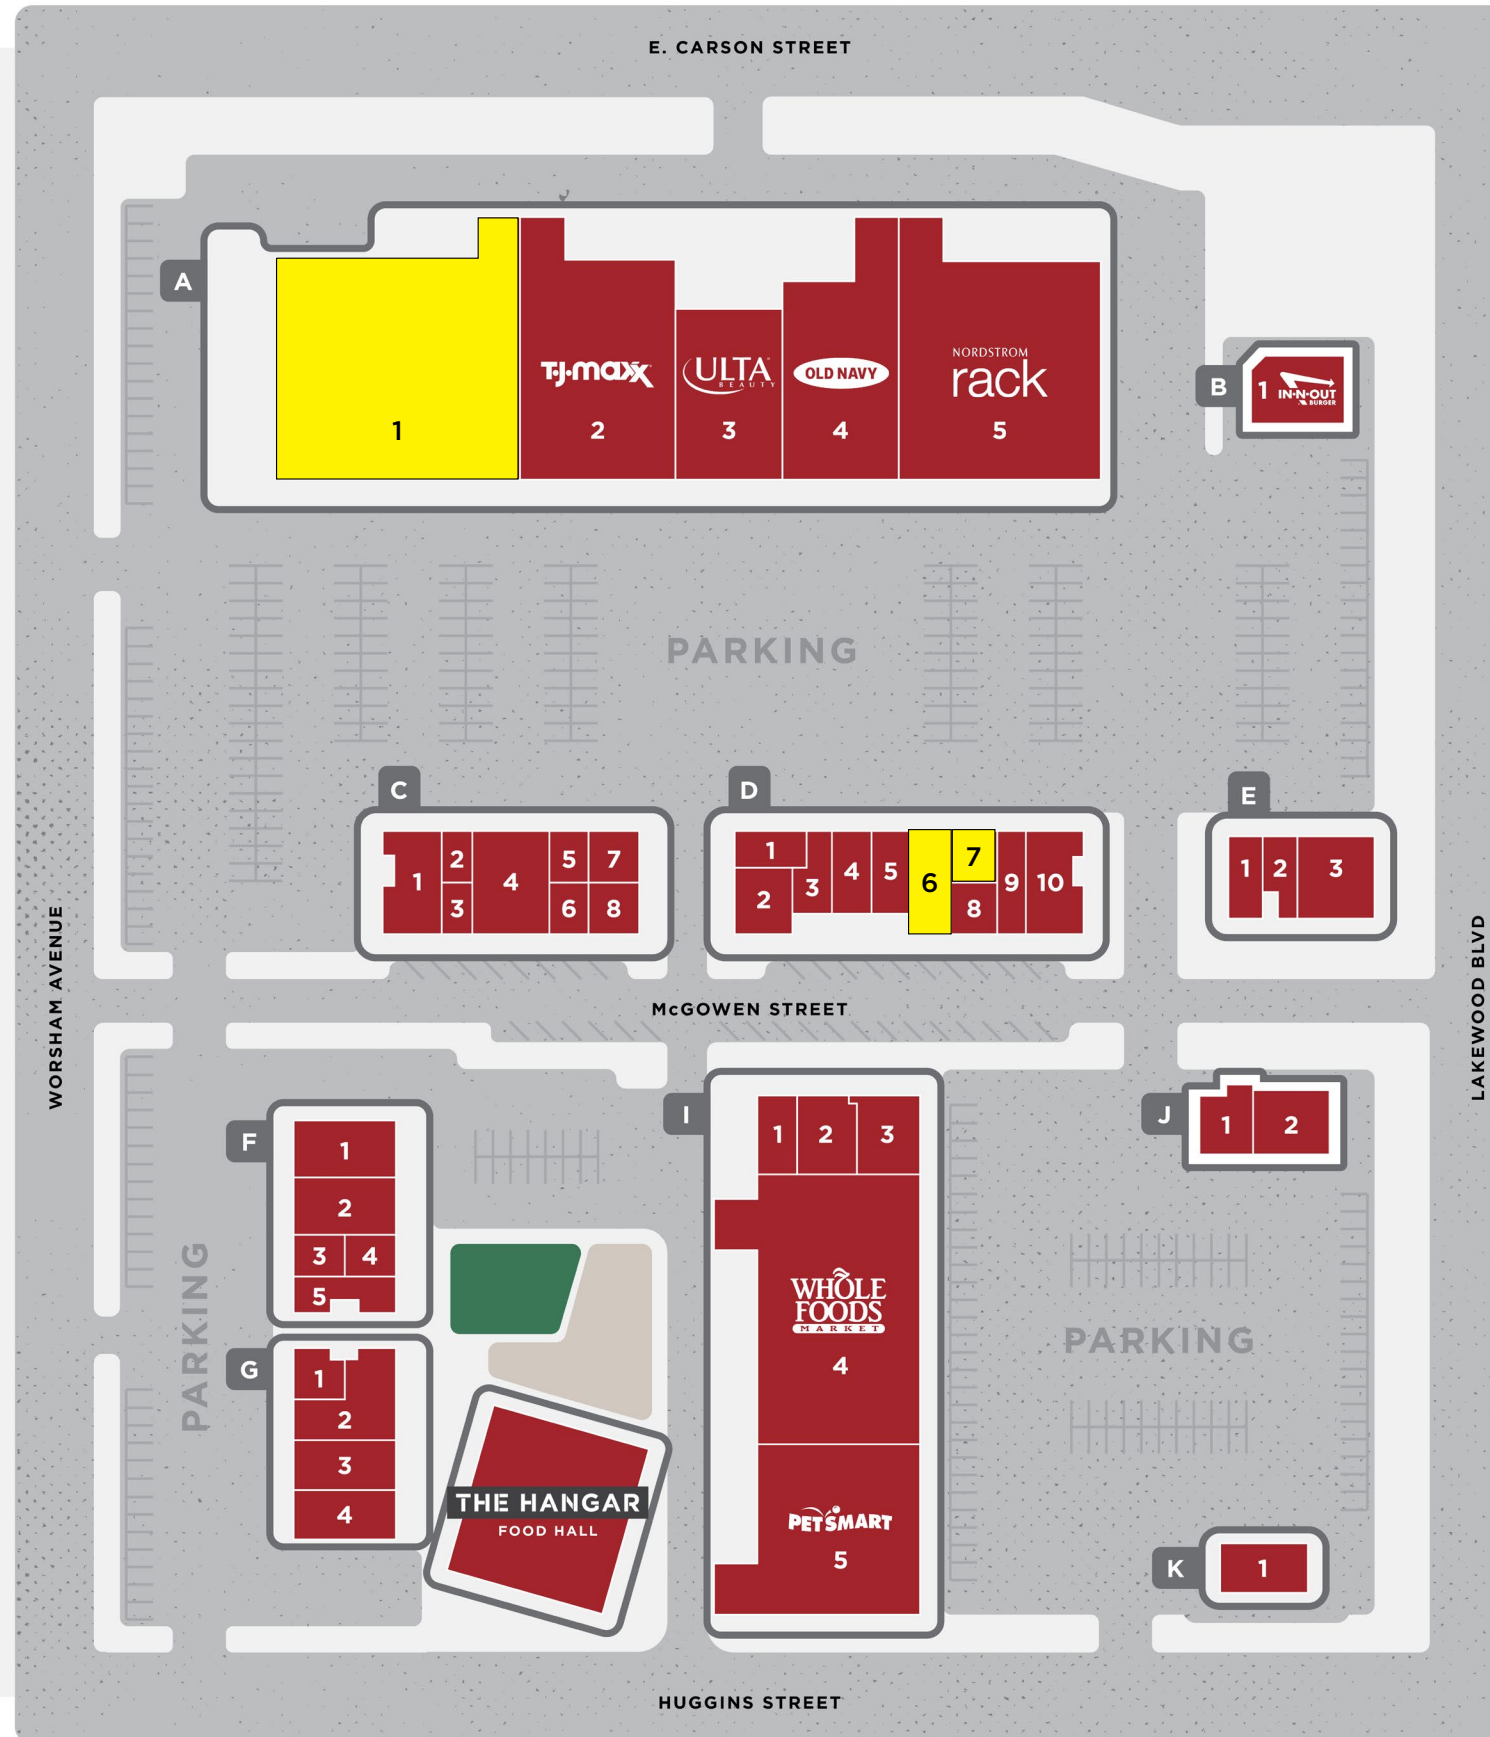 E. CARSON STREET
A
1
T.J.maxx
2
ULTA
BEAUTY
3
OLD NAVY
4
NORDSTROM
rack
5
B
1
IN-N-OUT
BURGER
PARKING
C
1
2
3
4
5
6
7
8
D
1
2
3
4
5
6
7
8
9
10
E
1
2
3
WORSHAM AVENUE
McGOWEN STREET
LAKEWOOD BLVD
F
1
2
3
4
5
PARKING
G
1
2
3
4
THE HANGAR
FOOD HALL
I
1
2
3
WHOLE
FOODS
MARKET
4
PETSMART
5
J
1
2
PARKING
K
1
HUGGINS STREET